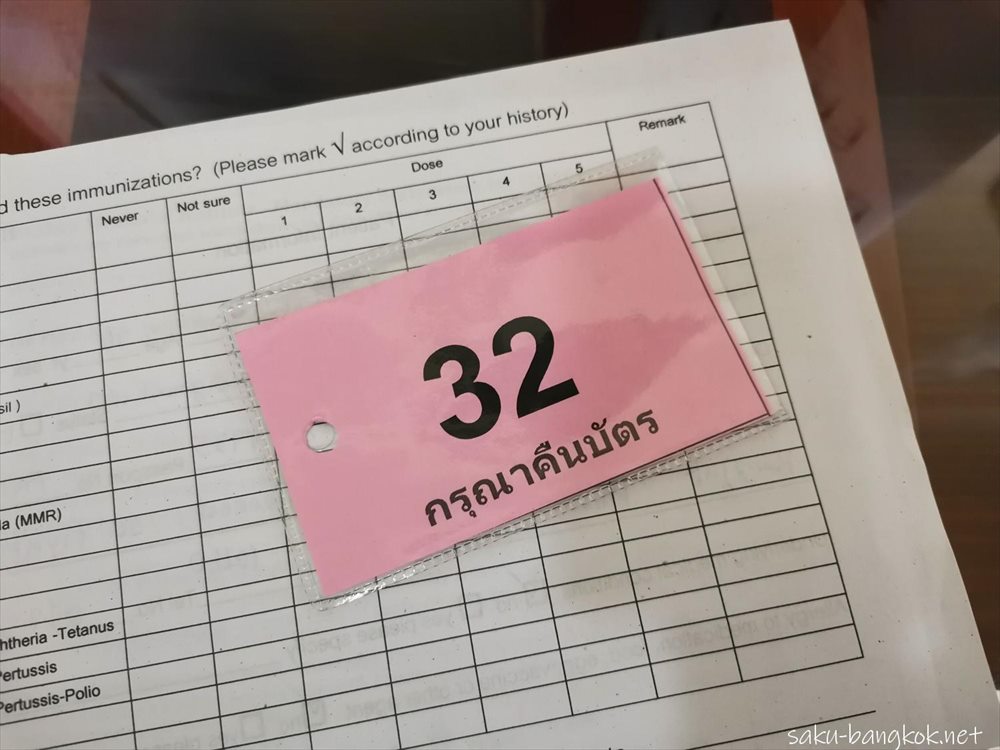 d these immunizations? (Please mark √ according to your history)
Never
Not sure
Dose
Remark
1
2
3
4
5
32
กรุณาคืนบัตร
sil )
la (MMR)
htheria -Tetanus
Pertussis
Pertussis-Polio
saku-bangkok.net